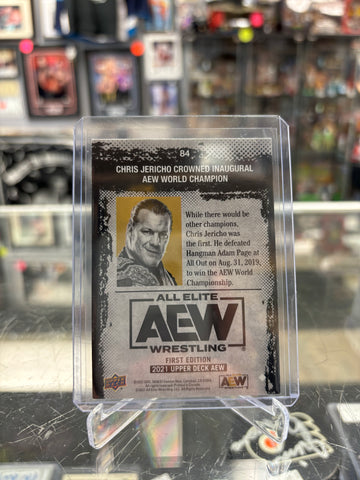 84
CHRIS JERICHO CROWNED INAUGURAL
AEW WORLD CHAMPION
While there would be
other champions,
Chris Jericho was
the first. He defeated
Hangman Adam Page at
All Out on Aug. 31, 2019,
to win the AEW World
Championship.
ALL ELITE
AEW
WRESTLING
FIRST EDITION
2021 UPPER DECK AEW
AEW